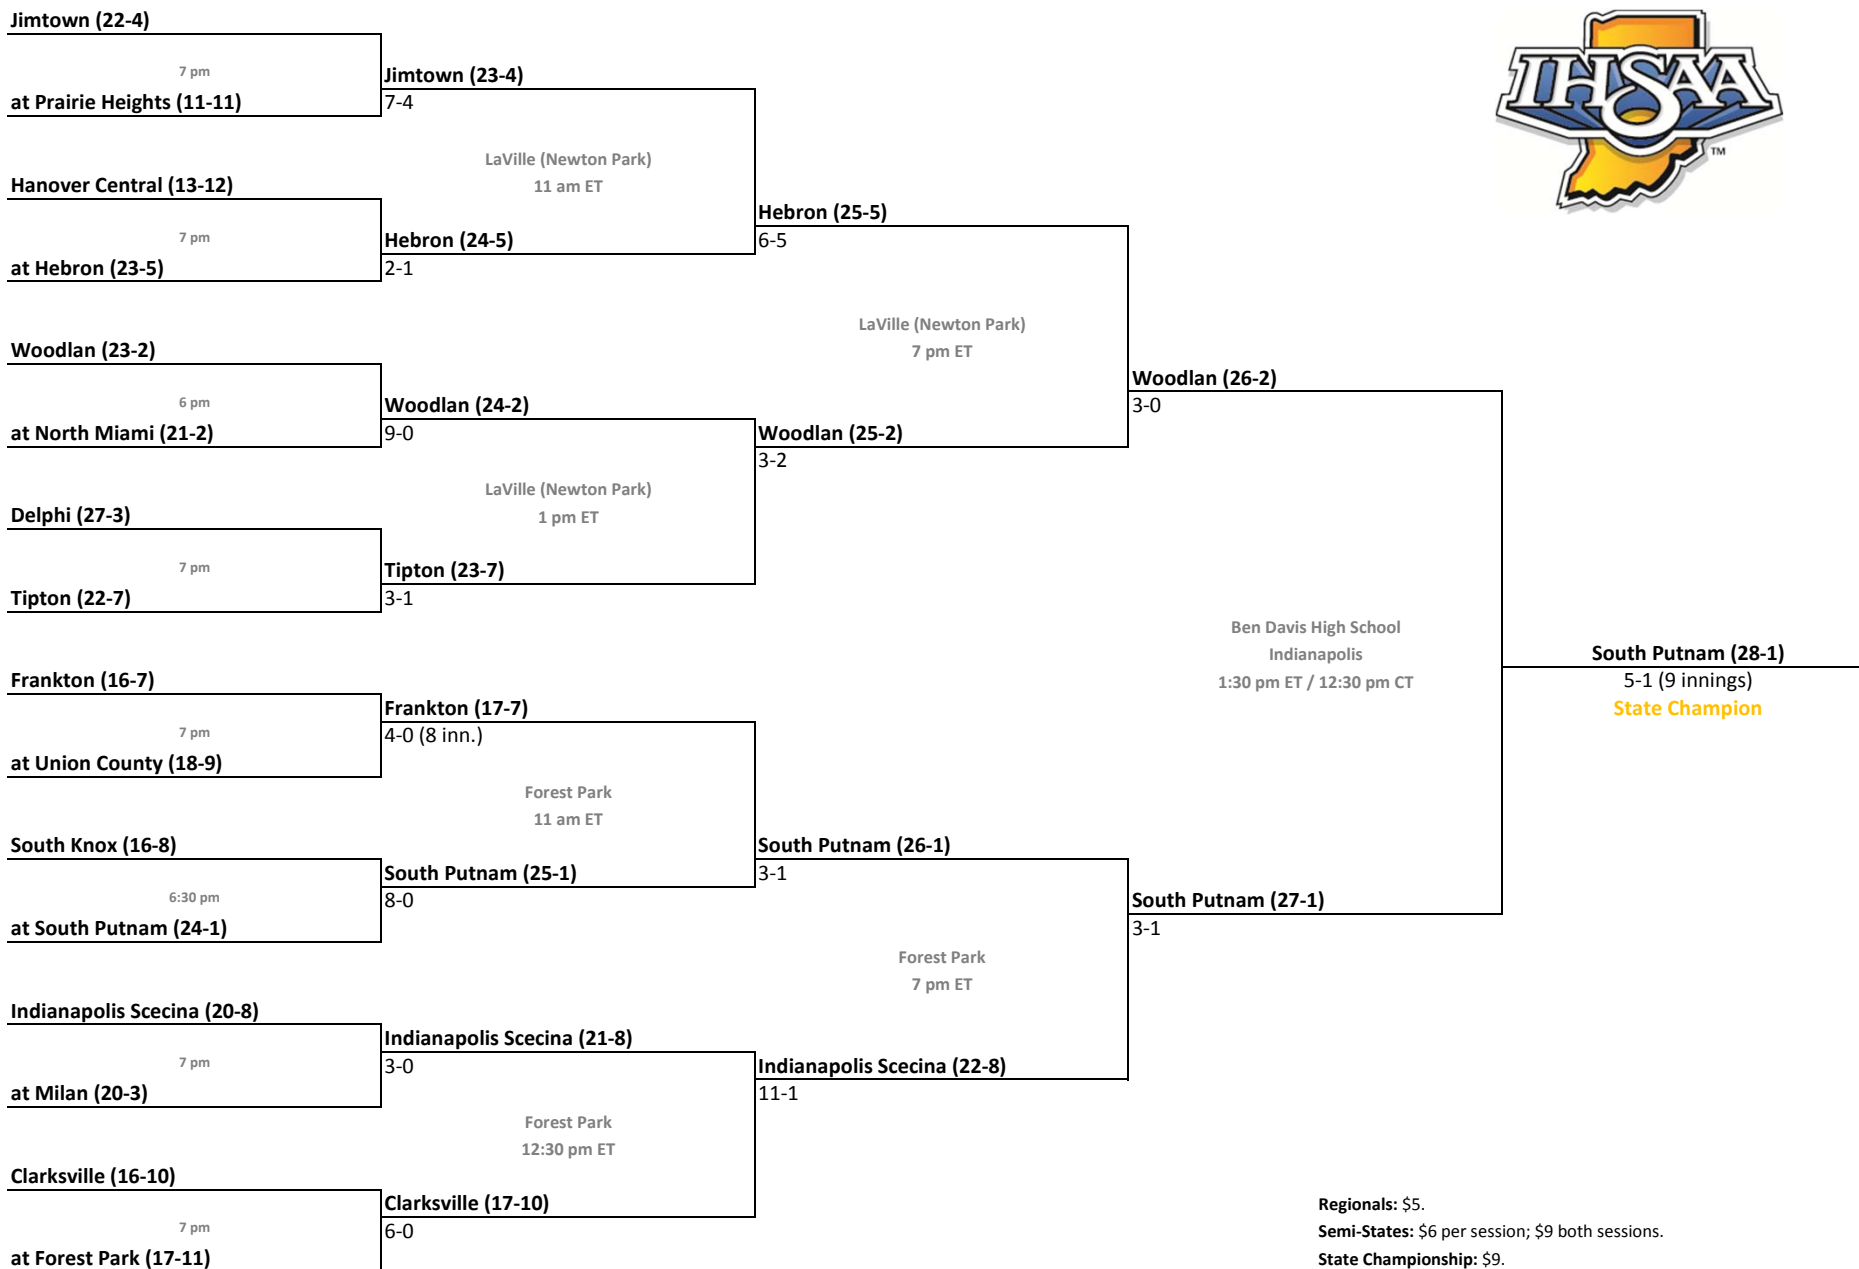 Jimtown (22-4)
7 pm
at Prairie Heights (11-11)
Hanover Central (13-12)
7 pm
at Hebron (23-5)
Woodlan (23-2)
6 pm
at North Miami (21-2)
Delphi (27-3)
7 pm
Tipton (22-7)
Frankton (16-7)
7 pm
at Union County (18-9)
South Knox (16-8)
6:30 pm
at South Putnam (24-1)
Indianapolis Scecina (20-8)
7 pm
at Milan (20-3)
Clarksville (16-10)
7 pm
at Forest Park (17-11)
Jimtown (23-4)
7-4
LaVille (Newton Park)
11 am ET
Hebron (24-5)
2-1
Woodlan (24-2)
9-0
LaVille (Newton Park)
1 pm ET
Tipton (23-7)
3-1
Frankton (17-7)
4-0 (8 inn.)
Forest Park
11 am ET
South Putnam (25-1)
8-0
Indianapolis Scecina (21-8)
3-0
Forest Park
12:30 pm ET
Clarksville (17-10)
6-0
Hebron (25-5)
6-5
LaVille (Newton Park)
7 pm ET
Woodlan (25-2)
3-2
South Putnam (26-1)
3-1
Forest Park
7 pm ET
Indianapolis Scecina (22-8)
11-1
Woodlan (26-2)
3-0
Ben Davis High School
Indianapolis
1:30 pm ET / 12:30 pm CT
South Putnam (27-1)
3-1
IHSAA
TM
South Putnam (28-1)
5-1 (9 innings)
State Champion
Regionals: $5.
Semi-States: $6 per session; $9 both sessions.
State Championship: $9.